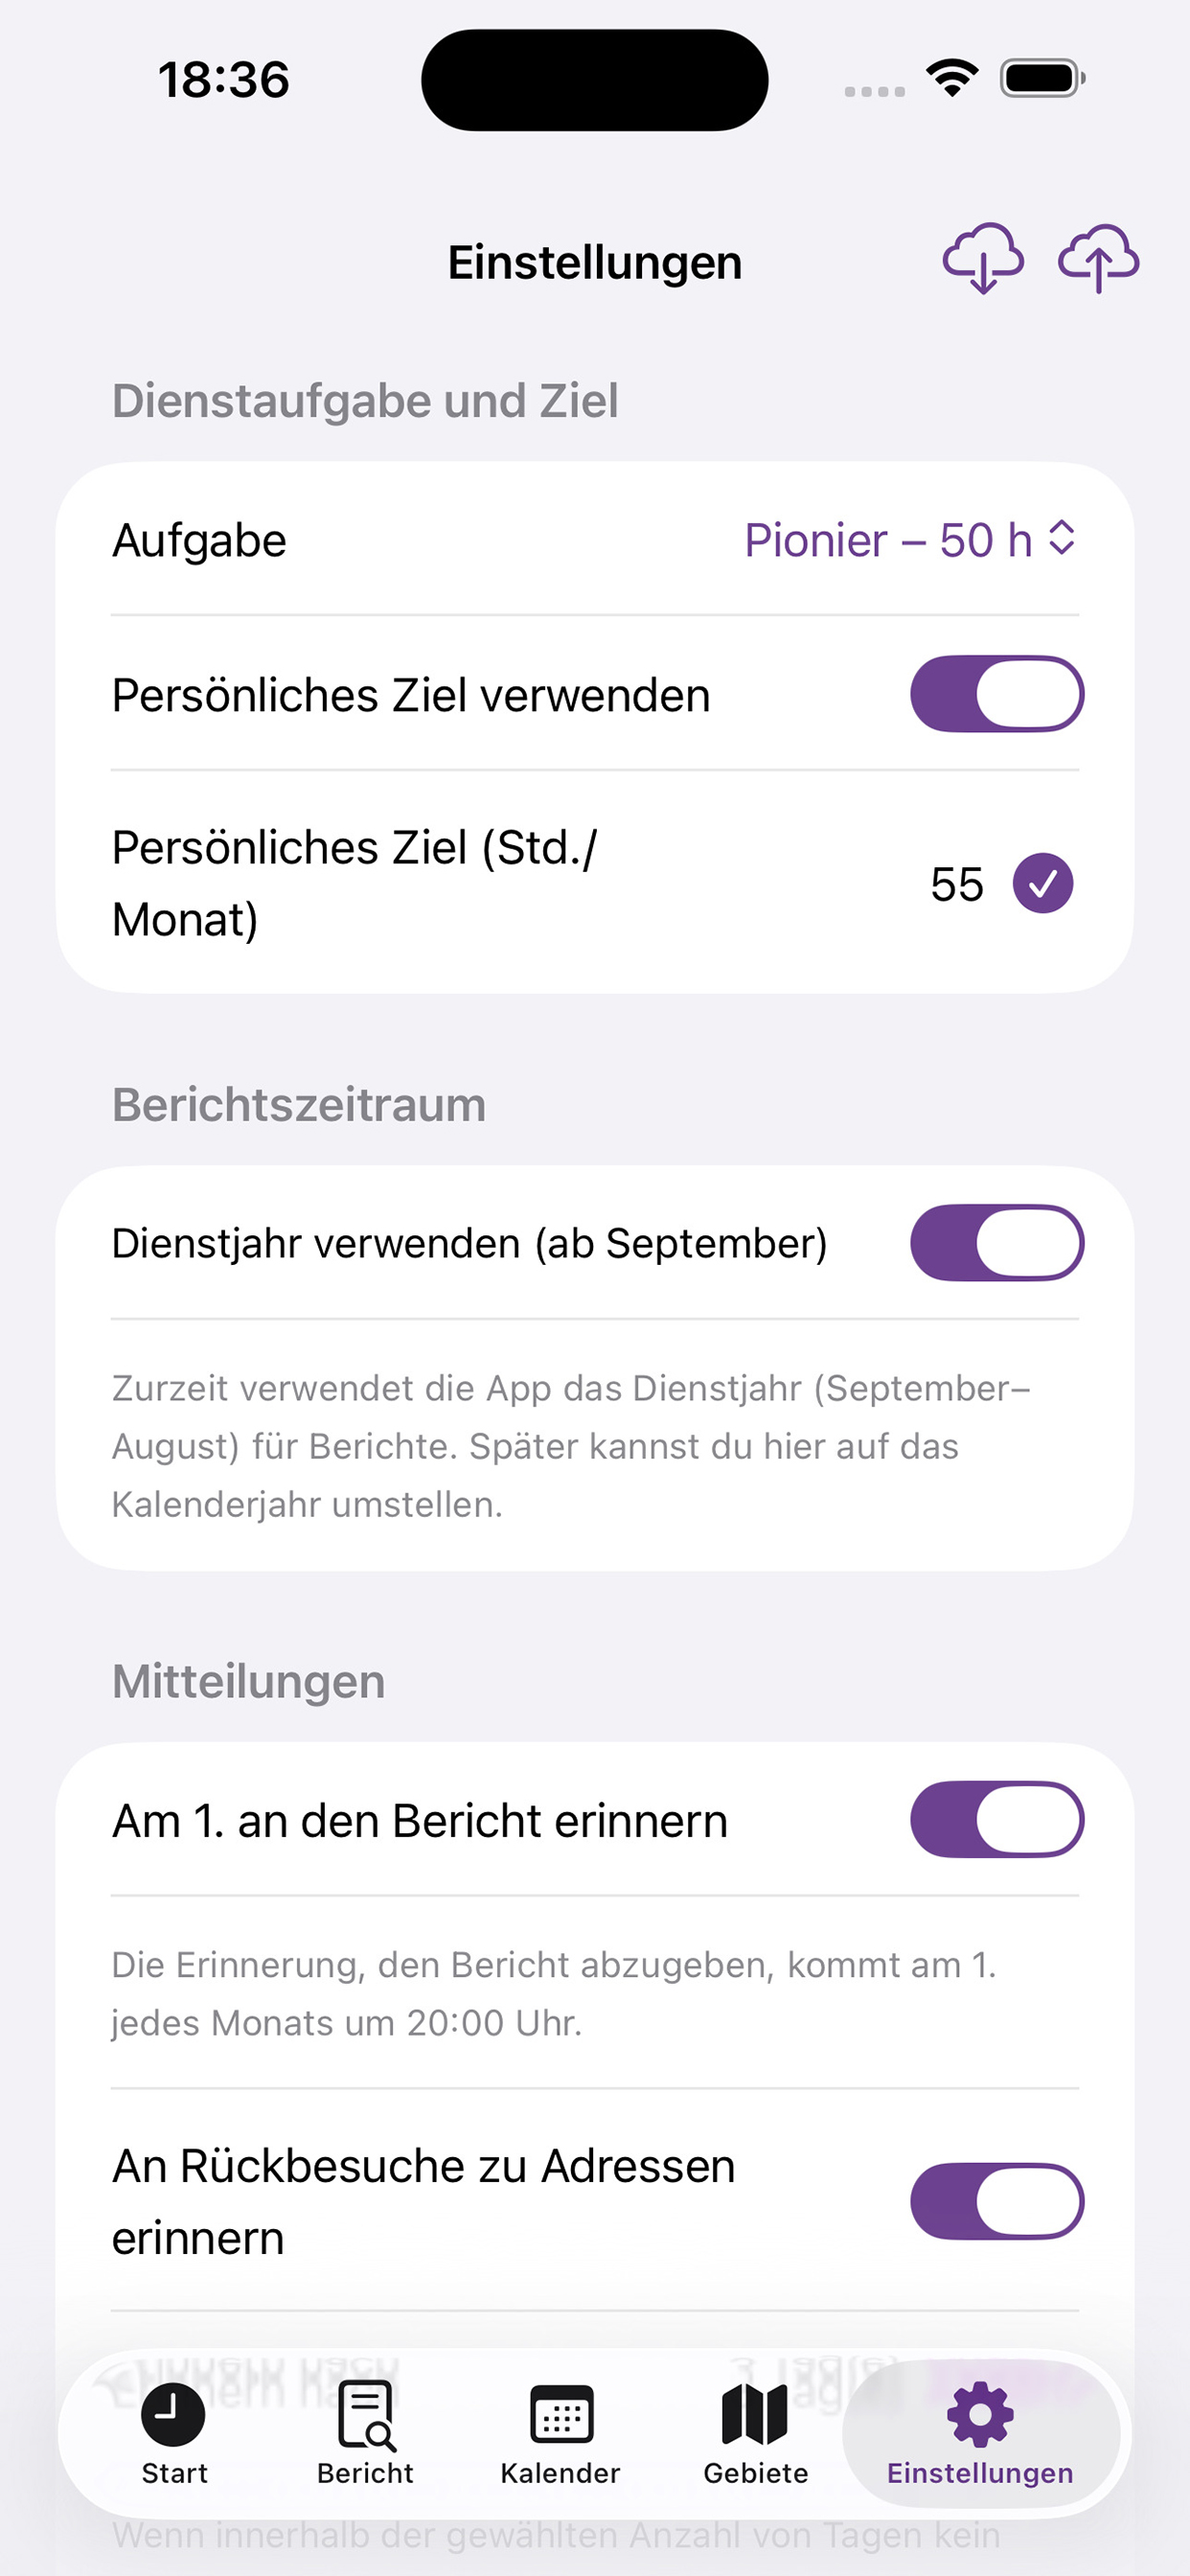 18:36
Einstellungen
Dienstaufgabe und Ziel
Aufgabe
Pionier – 50 h
Persönliches Ziel verwenden
Persönliches Ziel (Std./
Monat)
55
Berichtszeitraum
Dienstjahr verwenden (ab September)
Zurzeit verwendet die App das Dienstjahr (September–
August) für Berichte. Später kannst du hier auf das
Kalenderjahr umstellen.
Mitteilungen
Am 1. an den Bericht erinnern
Die Erinnerung, den Bericht abzugeben, kommt am 1.
jedes Monats um 20:00 Uhr.
An Rückbesuche zu Adressen
erinnern
Start
Bericht
Kalender
Gebiete
Einstellungen
Wenn innerhalb der gewählten Anzahl von Tagen kein